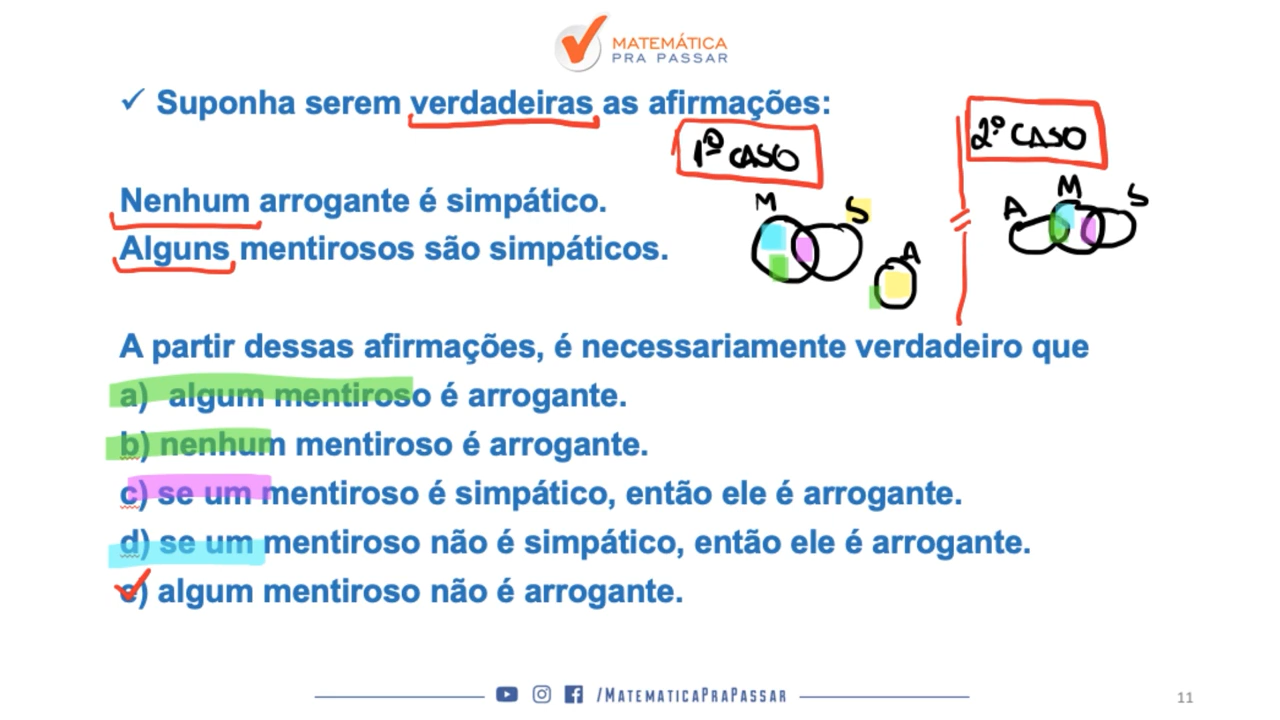 MATEMÁTICA
PRA PASSAR
✓ Suponha serem verdadeiras as afirmações:
1º CASO
2º CASO
Nenhum arrogante é simpático.
Alguns mentirosos são simpáticos.
M
S
A
A
M
S
A partir dessas afirmações, é necessariamente verdadeiro que
a) algum mentiroso é arrogante.
b) nenhum mentiroso é arrogante.
c) se um mentiroso é simpático, então ele é arrogante.
d) se um mentiroso não é simpático, então ele é arrogante.
e) algum mentiroso não é arrogante.
/MATEMATICAPRAPASSAR
11